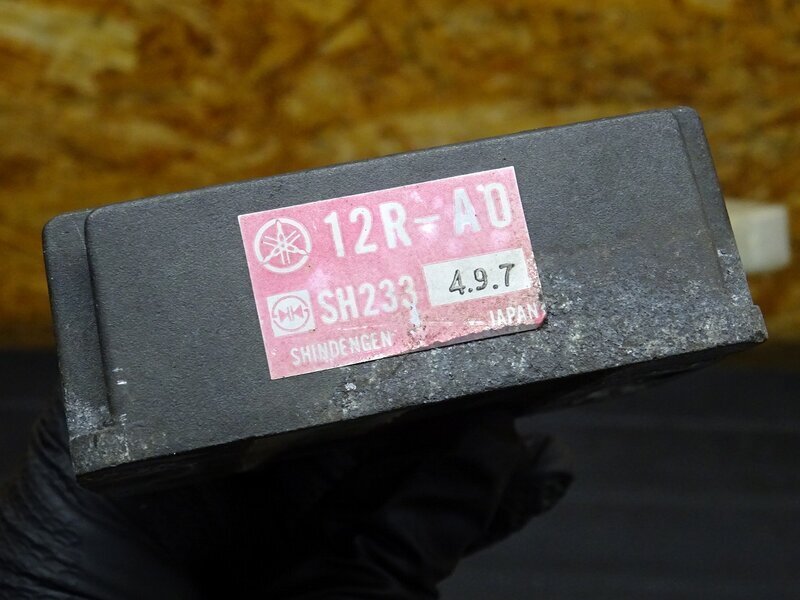 12R-A0
SH233 4.9.7
SHINDENGEN JAPAN